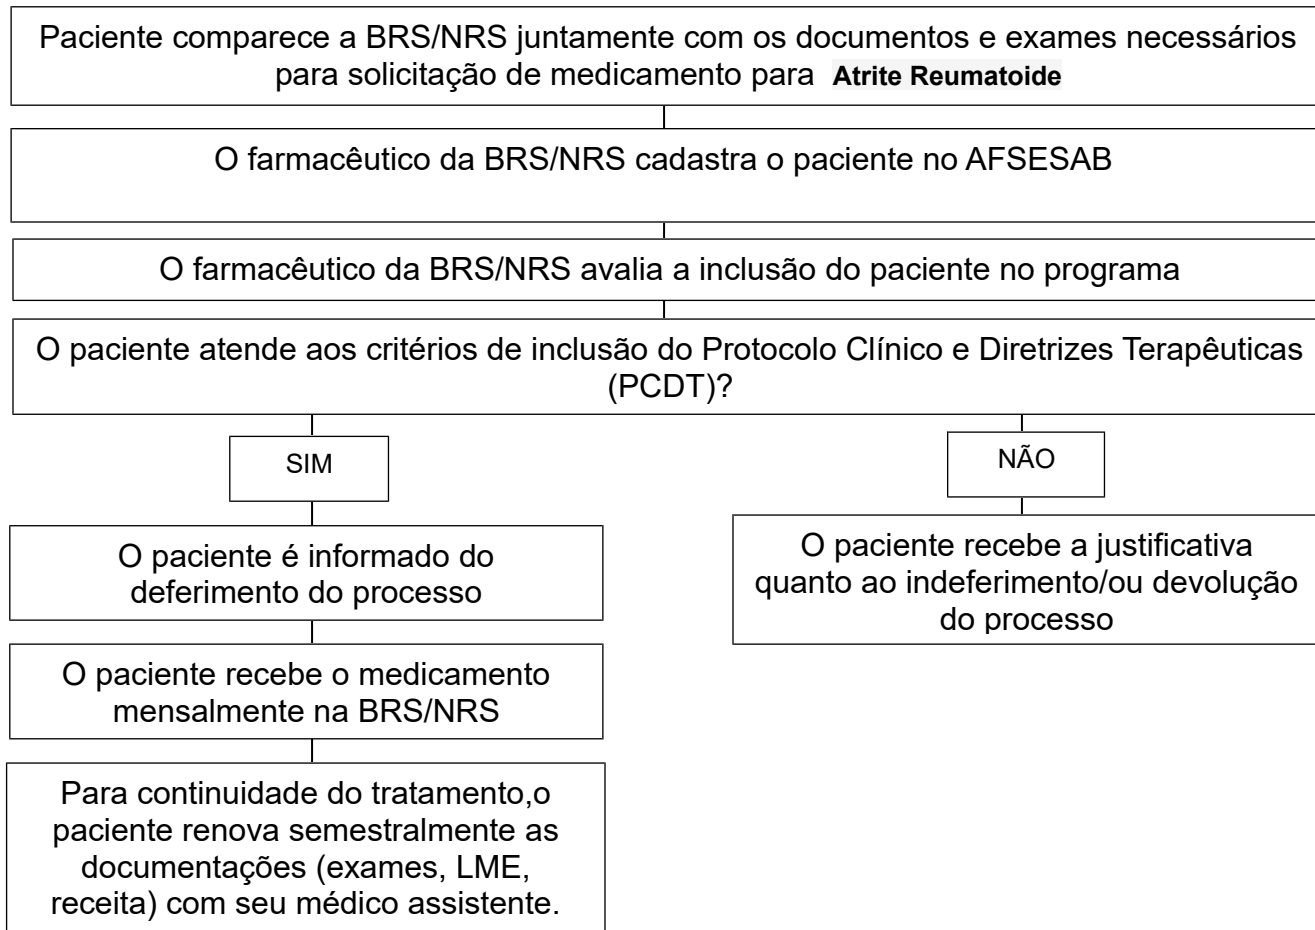 Paciente comparece a BRS/NRS juntamente com os documentos e exames necessários
para solicitação de medicamento para Atrite Reumatoide
O farmacêutico da BRS/NRS cadastra o paciente no AFSESAB
O farmacêutico da BRS/NRS avalia a inclusão do paciente no programa
O paciente atende aos critérios de inclusão do Protocolo Clínico e Diretrizes Terapêuticas
(PCDT)?
SIM
NÃO
O paciente é informado do
deferimento do processo
O paciente recebe a justificativa
quanto ao indeferimento/ou devolução
do processo
O paciente recebe o medicamento
mensalmente na BRS/NRS
Para continuidade do tratamento,o
paciente renova semestralmente as
documentações (exames, LME,
receita) com seu médico assistente.